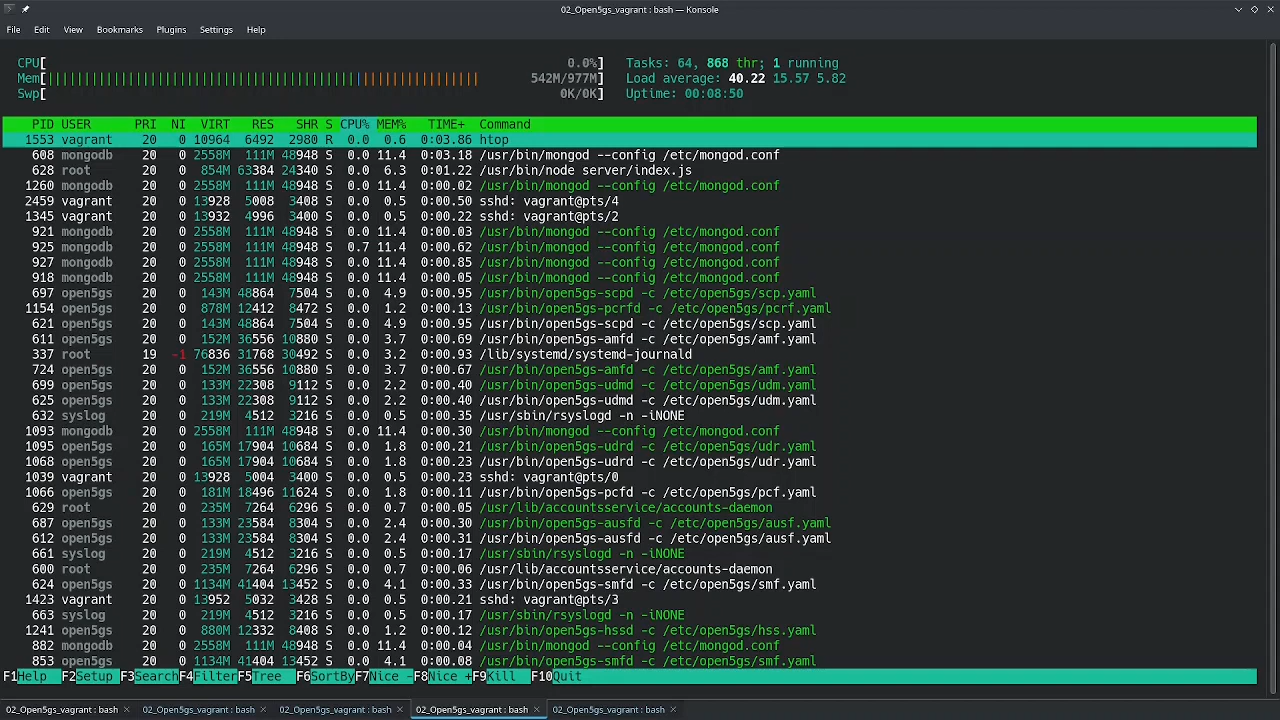 02_Open5gs_vagrant : bash — Konsole
File Edit View Bookmarks Plugins Settings Help
CPU[ 0.0%] Tasks: 64, 868 thr; 1 running
Mem[||||||||||||||||||||||||||||||||||||||||||||||||||||||||||| 542M/977M] Load average: 40.22 15.57 5.82
Swp[ 0K/0K] Uptime: 00:08:50
PID USER PRI NI VIRT RES SHR S CPU% MEM% TIME+ Command
1553 vagrant 20 0 10964 6492 2980 R 0.0 0.6 0:03.86 htop
608 mongodb 20 0 2558M 111M 48948 S 0.0 11.4 0:03.18 /usr/bin/mongod --config /etc/mongod.conf
628 root 20 0 854M 63384 24340 S 0.0 6.3 0:01.22 /usr/bin/node server/index.js
1260 mongodb 20 0 2558M 111M 48948 S 0.0 11.4 0:00.02 /usr/bin/mongod --config /etc/mongod.conf
2459 vagrant 20 0 13928 5008 3408 S 0.0 0.5 0:00.50 sshd: vagrant@pts/4
1345 vagrant 20 0 13932 4996 3400 S 0.0 0.5 0:00.22 sshd: vagrant@pts/2
921 mongodb 20 0 2558M 111M 48948 S 0.0 11.4 0:00.03 /usr/bin/mongod --config /etc/mongod.conf
925 mongodb 20 0 2558M 111M 48948 S 0.7 11.4 0:00.62 /usr/bin/mongod --config /etc/mongod.conf
927 mongodb 20 0 2558M 111M 48948 S 0.0 11.4 0:00.85 /usr/bin/mongod --config /etc/mongod.conf
918 mongodb 20 0 2558M 111M 48948 S 0.0 11.4 0:00.05 /usr/bin/mongod --config /etc/mongod.conf
697 open5gs 20 0 143M 48864 7504 S 0.0 4.9 0:00.95 /usr/bin/open5gs-scpd -c /etc/open5gs/scp.yaml
1154 open5gs 20 0 878M 12412 8472 S 0.0 1.2 0:00.13 /usr/bin/open5gs-pcrfd -c /etc/open5gs/pcrf.yaml
621 open5gs 20 0 143M 48864 7504 S 0.0 4.9 0:00.95 /usr/bin/open5gs-scpd -c /etc/open5gs/scp.yaml
611 open5gs 20 0 152M 36556 10880 S 0.0 3.7 0:00.69 /usr/bin/open5gs-amfd -c /etc/open5gs/amf.yaml
337 root 19 -1 76836 31768 30492 S 0.0 3.2 0:00.93 /lib/systemd/systemd-journald
724 open5gs 20 0 152M 36556 10880 S 0.0 3.7 0:00.67 /usr/bin/open5gs-amfd -c /etc/open5gs/amf.yaml
699 open5gs 20 0 133M 22308 9112 S 0.0 2.2 0:00.40 /usr/bin/open5gs-udmd -c /etc/open5gs/udm.yaml
625 open5gs 20 0 133M 22308 9112 S 0.0 2.2 0:00.40 /usr/bin/open5gs-udmd -c /etc/open5gs/udm.yaml
632 syslog 20 0 219M 4512 3216 S 0.0 0.5 0:00.35 /usr/sbin/rsyslogd -n -iNONE
1093 mongodb 20 0 2558M 111M 48948 S 0.0 11.4 0:00.30 /usr/bin/mongod --config /etc/mongod.conf
1095 open5gs 20 0 165M 17904 10684 S 0.0 1.8 0:00.21 /usr/bin/open5gs-udrd -c /etc/open5gs/udr.yaml
1068 open5gs 20 0 165M 17904 10684 S 0.0 1.8 0:00.23 /usr/bin/open5gs-udrd -c /etc/open5gs/udr.yaml
1039 vagrant 20 0 13928 5004 3400 S 0.0 0.5 0:00.23 sshd: vagrant@pts/0
1066 open5gs 20 0 181M 18496 11624 S 0.0 1.8 0:00.11 /usr/bin/open5gs-pcfd -c /etc/open5gs/pcf.yaml
629 root 20 0 235M 7264 6296 S 0.0 0.7 0:00.05 /usr/lib/accountsservice/accounts-daemon
687 open5gs 20 0 133M 23584 8304 S 0.0 2.4 0:00.30 /usr/bin/open5gs-ausfd -c /etc/open5gs/ausf.yaml
612 open5gs 20 0 133M 23584 8304 S 0.0 2.4 0:00.31 /usr/bin/open5gs-ausfd -c /etc/open5gs/ausf.yaml
661 syslog 20 0 219M 4512 3216 S 0.0 0.5 0:00.17 /usr/sbin/rsyslogd -n -iNONE
600 root 20 0 235M 7264 6296 S 0.0 0.7 0:00.06 /usr/lib/accountsservice/accounts-daemon
624 open5gs 20 0 1134M 41404 13452 S 0.0 4.1 0:00.33 /usr/bin/open5gs-smfd -c /etc/open5gs/smf.yaml
1423 vagrant 20 0 13952 5032 3428 S 0.0 0.5 0:00.21 sshd: vagrant@pts/3
663 syslog 20 0 219M 4512 3216 S 0.0 0.5 0:00.17 /usr/sbin/rsyslogd -n -iNONE
1241 open5gs 20 0 880M 12332 8408 S 0.0 1.2 0:00.12 /usr/bin/open5gs-hssd -c /etc/open5gs/hss.yaml
882 mongodb 20 0 2558M 111M 48948 S 0.0 11.4 0:00.04 /usr/bin/mongod --config /etc/mongod.conf
853 open5gs 20 0 1134M 41404 13452 S 0.0 4.1 0:00.08 /usr/bin/open5gs-smfd -c /etc/open5gs/smf.yaml
F1Help F2Setup F3SearchF4FilterF5Tree F6SortByF7Nice -F8Nice +F9Kill F10Quit
02_Open5gs_vagrant : bash 02_Open5gs_vagrant : bash 02_Open5gs_vagrant : bash 02_Open5gs_vagrant : bash 02_Open5gs_vagrant : bash